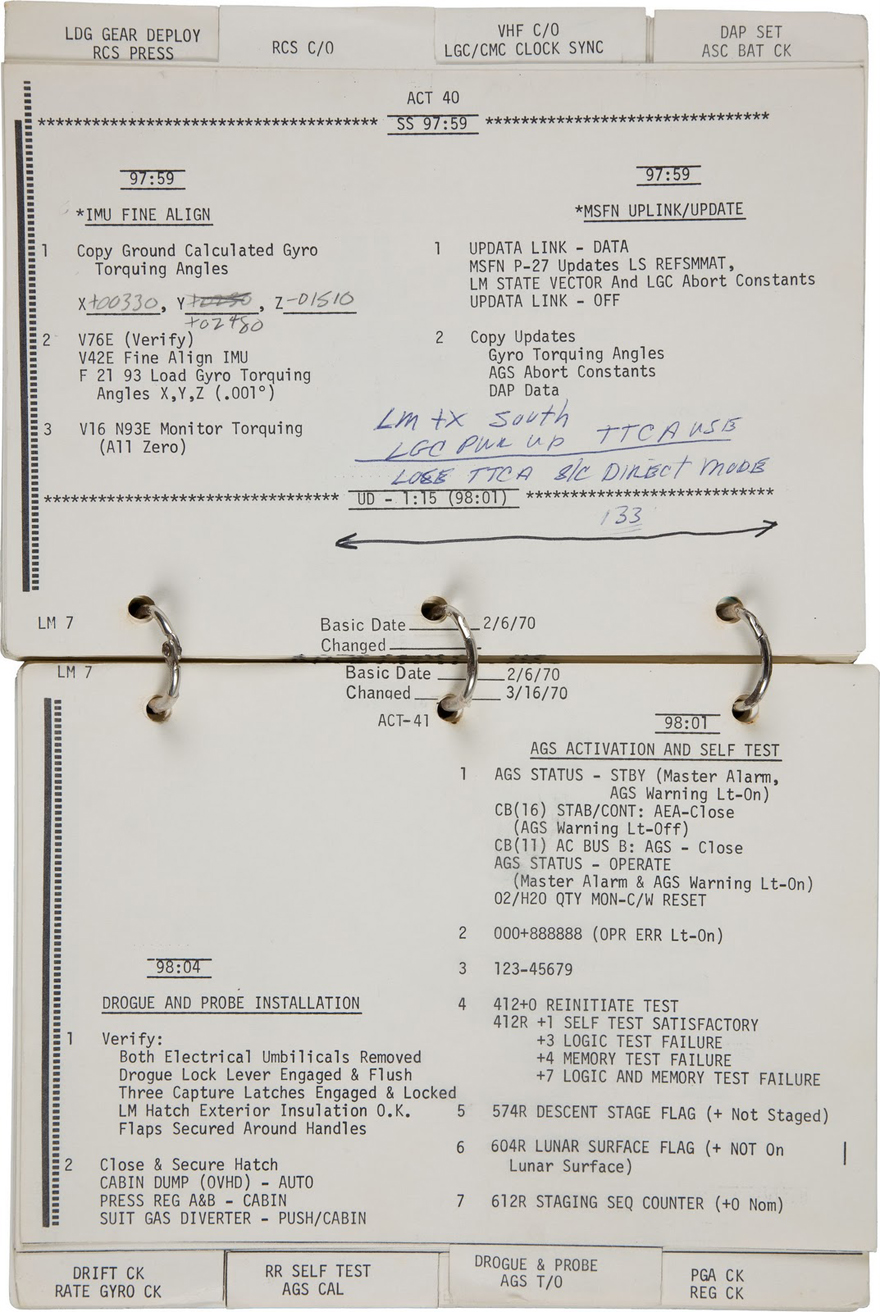 LDG GEAR DEPLOY
RCS PRESS
RCS C/O
VHF C/O
LGC/CMC CLOCK SYNC
DAP SET
ASC BAT CK
ACT 40
************************************* SS 97:59 *******************************
97:59
*IMU FINE ALIGN
1 Copy Ground Calculated Gyro
Torquing Angles
X+00330, Y, Z-01510
+02480
2 V76E (Verify)
V42E Fine Align IMU
F 21 93 Load Gyro Torquing
Angles X,Y,Z (.001°)
3 V16 N93E Monitor Torquing
(All Zero)
97:59
*MSFN UPLINK/UPDATE
1 UPDATA LINK - DATA
MSFN P-27 Updates LS REFSMMAT,
LM STATE VECTOR And LGC Abort Constants
UPDATA LINK - OFF
2 Copy Updates
Gyro Torquing Angles
AGS Abort Constants
DAP Data
LM +X South
LGC PWR UP TTCA USE
LOSE TTCA S/C DIRECT MODE
******************************** UD - 1:15 (98:01) ***************************
133
LM 7
Basic Date 2/6/70
Changed
LM 7
Basic Date 2/6/70
Changed 3/16/70
ACT-41
98:01
AGS ACTIVATION AND SELF TEST
1 AGS STATUS - STBY (Master Alarm,
AGS Warning Lt-On)
CB(16) STAB/CONT: AEA-Close
(AGS Warning Lt-Off)
CB(11) AC BUS B: AGS - Close
AGS STATUS - OPERATE
(Master Alarm & AGS Warning Lt-On)
O2/H2O QTY MON-C/W RESET
2 000+888888 (OPR ERR Lt-On)
3 123-45679
4 412+0 REINITIATE TEST
412R +1 SELF TEST SATISFACTORY
+3 LOGIC TEST FAILURE
+4 MEMORY TEST FAILURE
+7 LOGIC AND MEMORY TEST FAILURE
5 574R DESCENT STAGE FLAG (+ Not Staged)
6 604R LUNAR SURFACE FLAG (+ NOT On
Lunar Surface)
7 612R STAGING SEQ COUNTER (+0 Nom)
98:04
DROGUE AND PROBE INSTALLATION
1 Verify:
Both Electrical Umbilicals Removed
Drogue Lock Lever Engaged & Flush
Three Capture Latches Engaged & Locked
LM Hatch Exterior Insulation O.K.
Flaps Secured Around Handles
2 Close & Secure Hatch
CABIN DUMP (OVHD) - AUTO
PRESS REG A&B - CABIN
SUIT GAS DIVERTER - PUSH/CABIN
DRIFT CK
RATE GYRO CK
RR SELF TEST
AGS CAL
DROGUE & PROBE
AGS T/O
PGA CK
REG CK